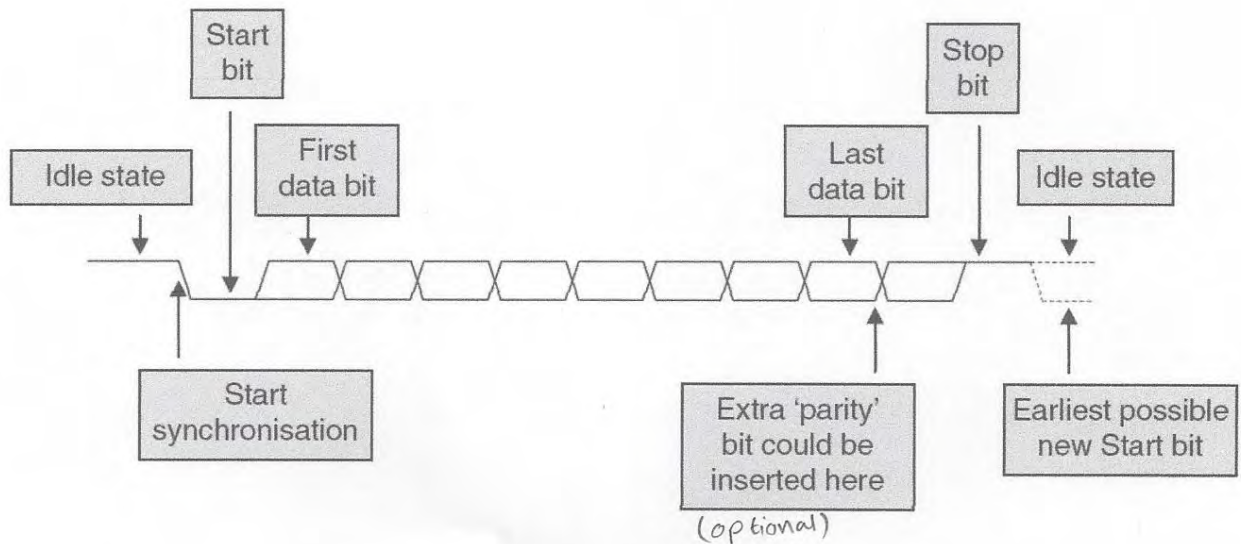 Start
bit
Stop
bit
Idle state
First
data bit
Last
data bit
Idle state
Start
synchronisation
Extra ‘parity’
bit could be
inserted here
(optional)
Earliest possible
new Start bit